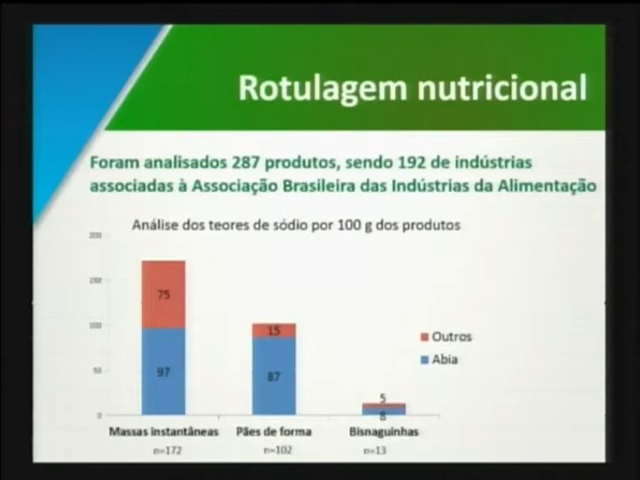 Rotulagem nutricional
Foram analisados 287 produtos, sendo 192 de indústrias
associadas à Associação Brasileira das Indústrias da Alimentação
Análise dos teores de sódio por 100 g dos produtos
200
150
100
50
0
75
97
15
87
5
8
Outros
Abia
Massas instantâneas
Pães de forma
Bisnaguinhas
n=172
n=102
n=13